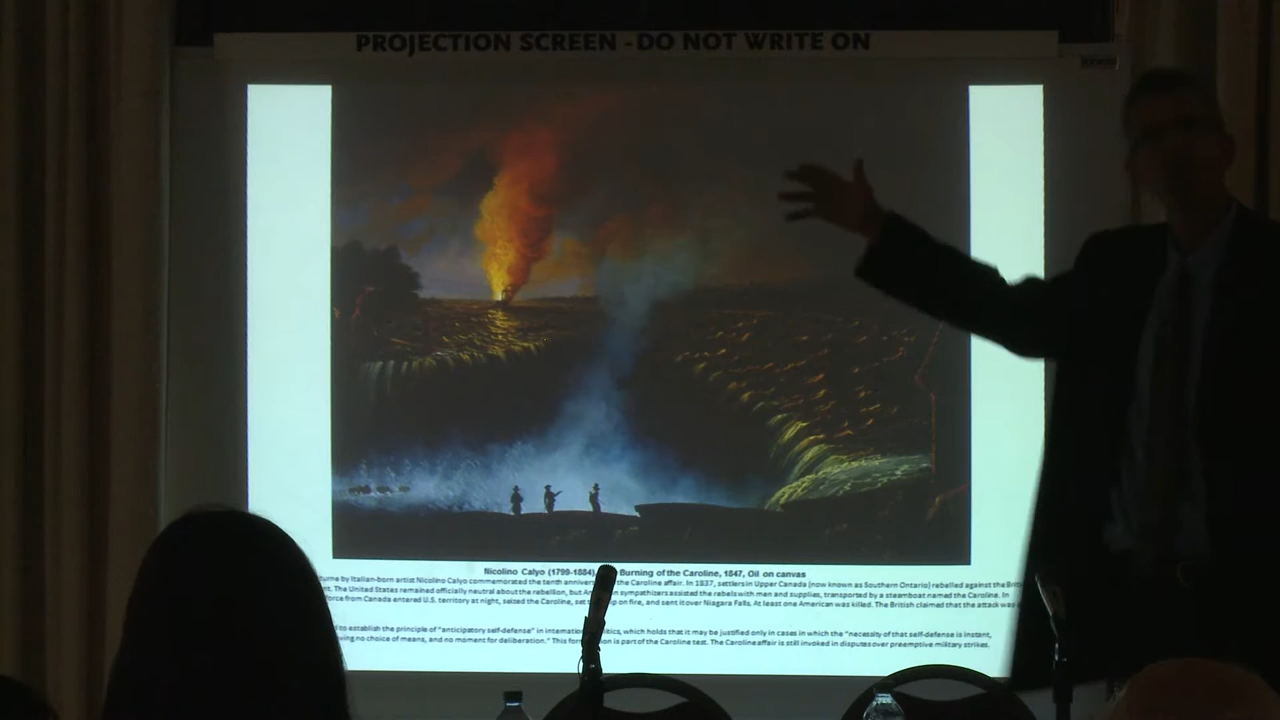 PROJECTION SCREEN - DO NOT WRITE ON
Nicolino Calyo (1799-1884), Burning of the Caroline, 1847, Oil on canvas
by Italian-born artist Nicolino Calyo commemorated the tenth the Caroline affair. In 1837, settlers in Upper Canada (now known as Southern Ontario) rebelled against the
The United States remained officially neutral about the rebellion, but sympathizers assisted the rebels with men and supplies, transported by a steamboat named the Caroline. In
from Canada entered U.S. territory at night, seized the Caroline, on fire, and sent it over Niagara Falls. At least one American was killed. The British claimed that the attack was
to establish the principle of "anticipatory self-defense" in which holds that it may be justified only in cases in which the "necessity of that self-defense is instant,
no choice of means, and no moment for deliberation." This is part of the Caroline test. The Caroline affair is still invoked in disputes over preemptive military strikes.